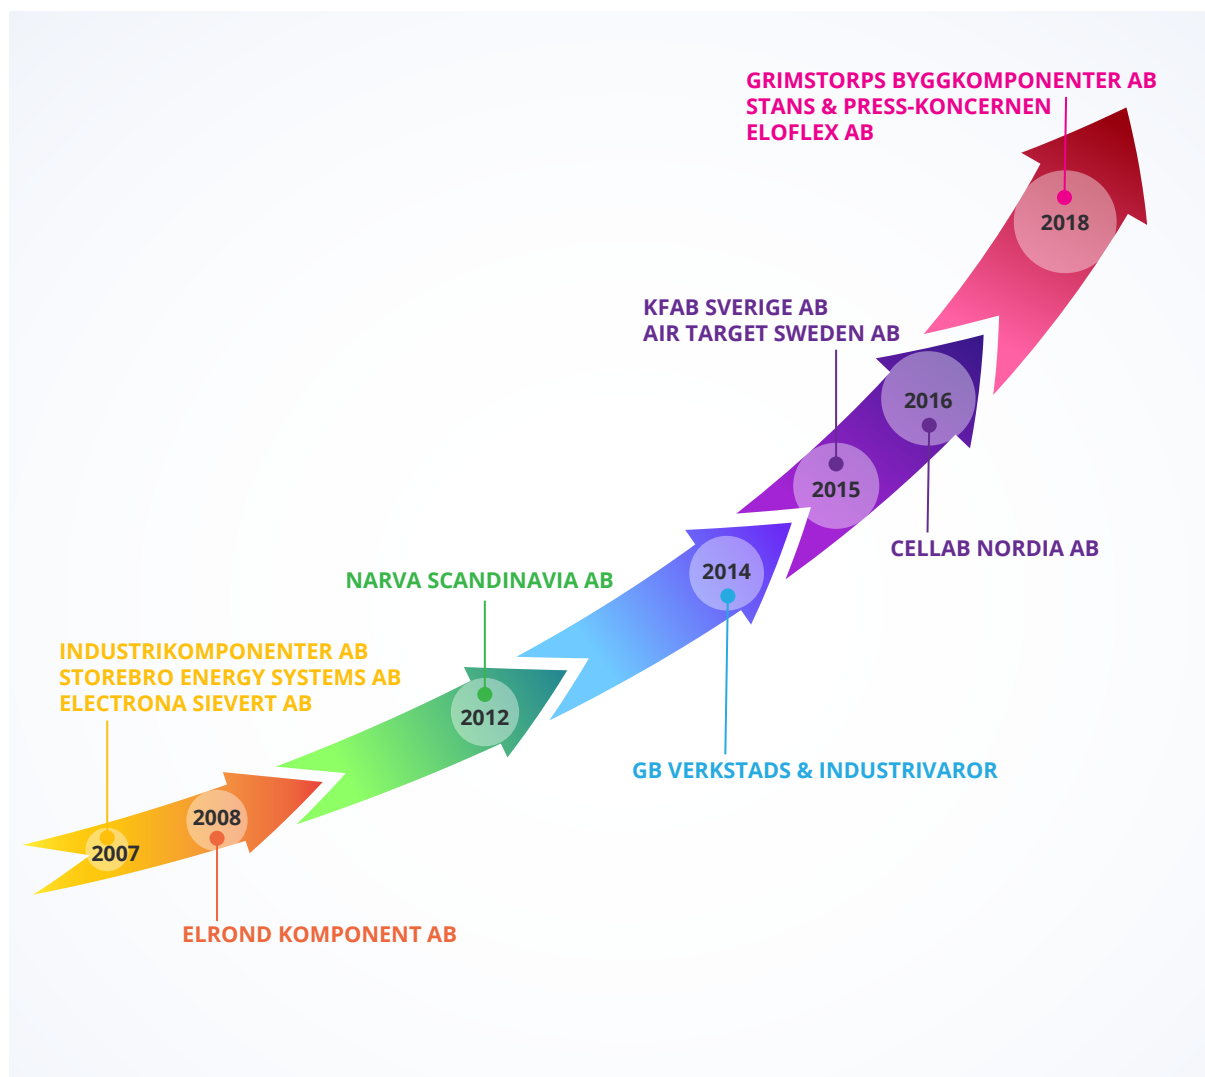 GRIMSTORPS BYGGKOMPONENTER AB
STANS & PRESS-KONCERNEN
ELOFLEX AB
2018
KFAB SVERIGE AB
AIR TARGET SWEDEN AB
2016
2015
CELLAB NORDIA AB
2014
NARVA SCANDINAVIA AB
INDUSTRIKOMPONENTER AB
STOREBRO ENERGY SYSTEMS AB
ELECTRONA SIEVERT AB
2012
GB VERKSTADS & INDUSTRIVAROR
2008
2007
ELROND KOMPONENT AB